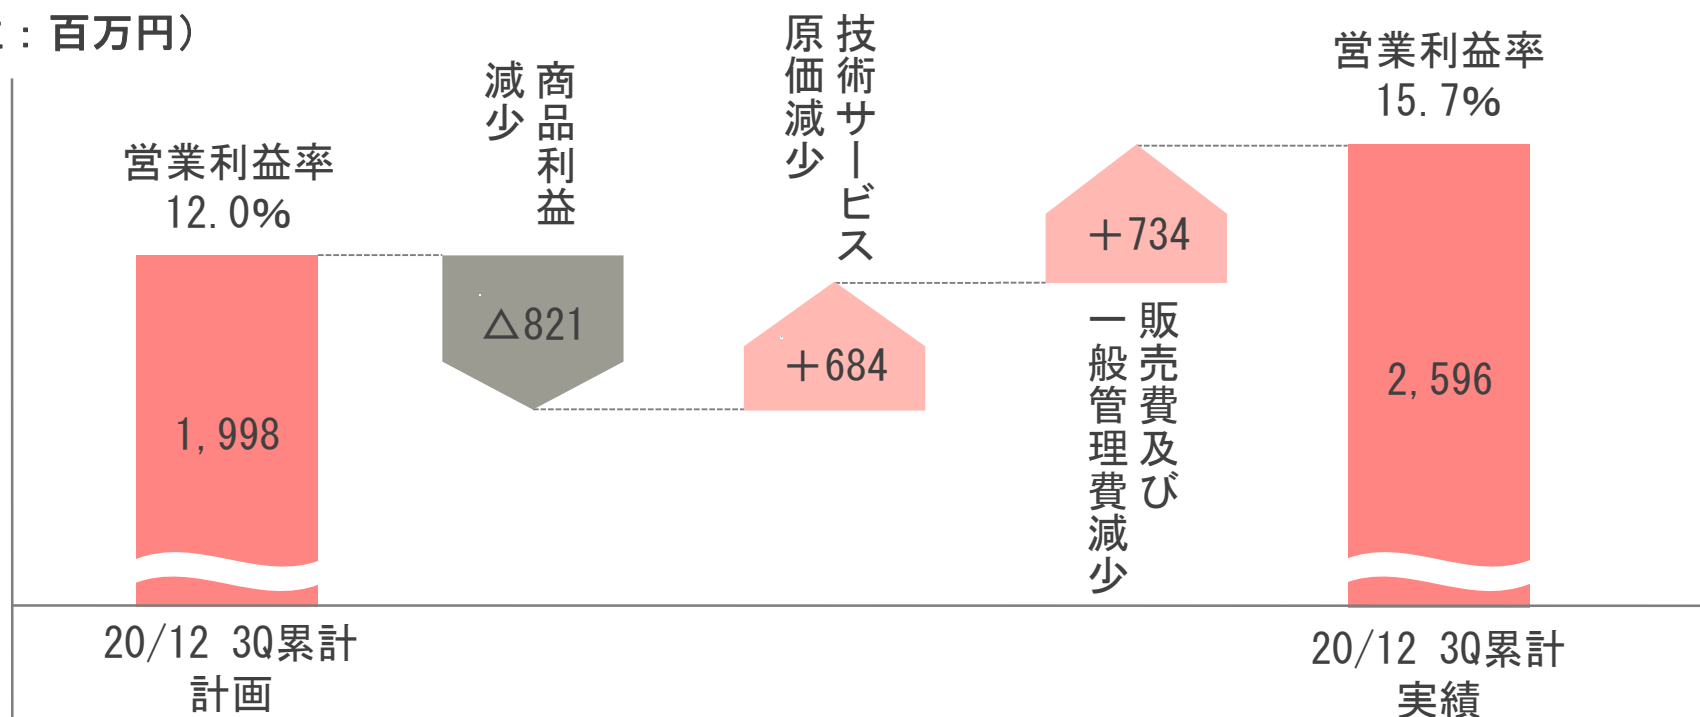 ：百万円）
営業利益率
12.0%
1,998
20/12 3Q累計
計画
商品利益
減少
△821
技術サービス
原価減少
＋684
＋734
販売費及び
一般管理費減少
営業利益率
15.7%
2,596
20/12 3Q累計
実績